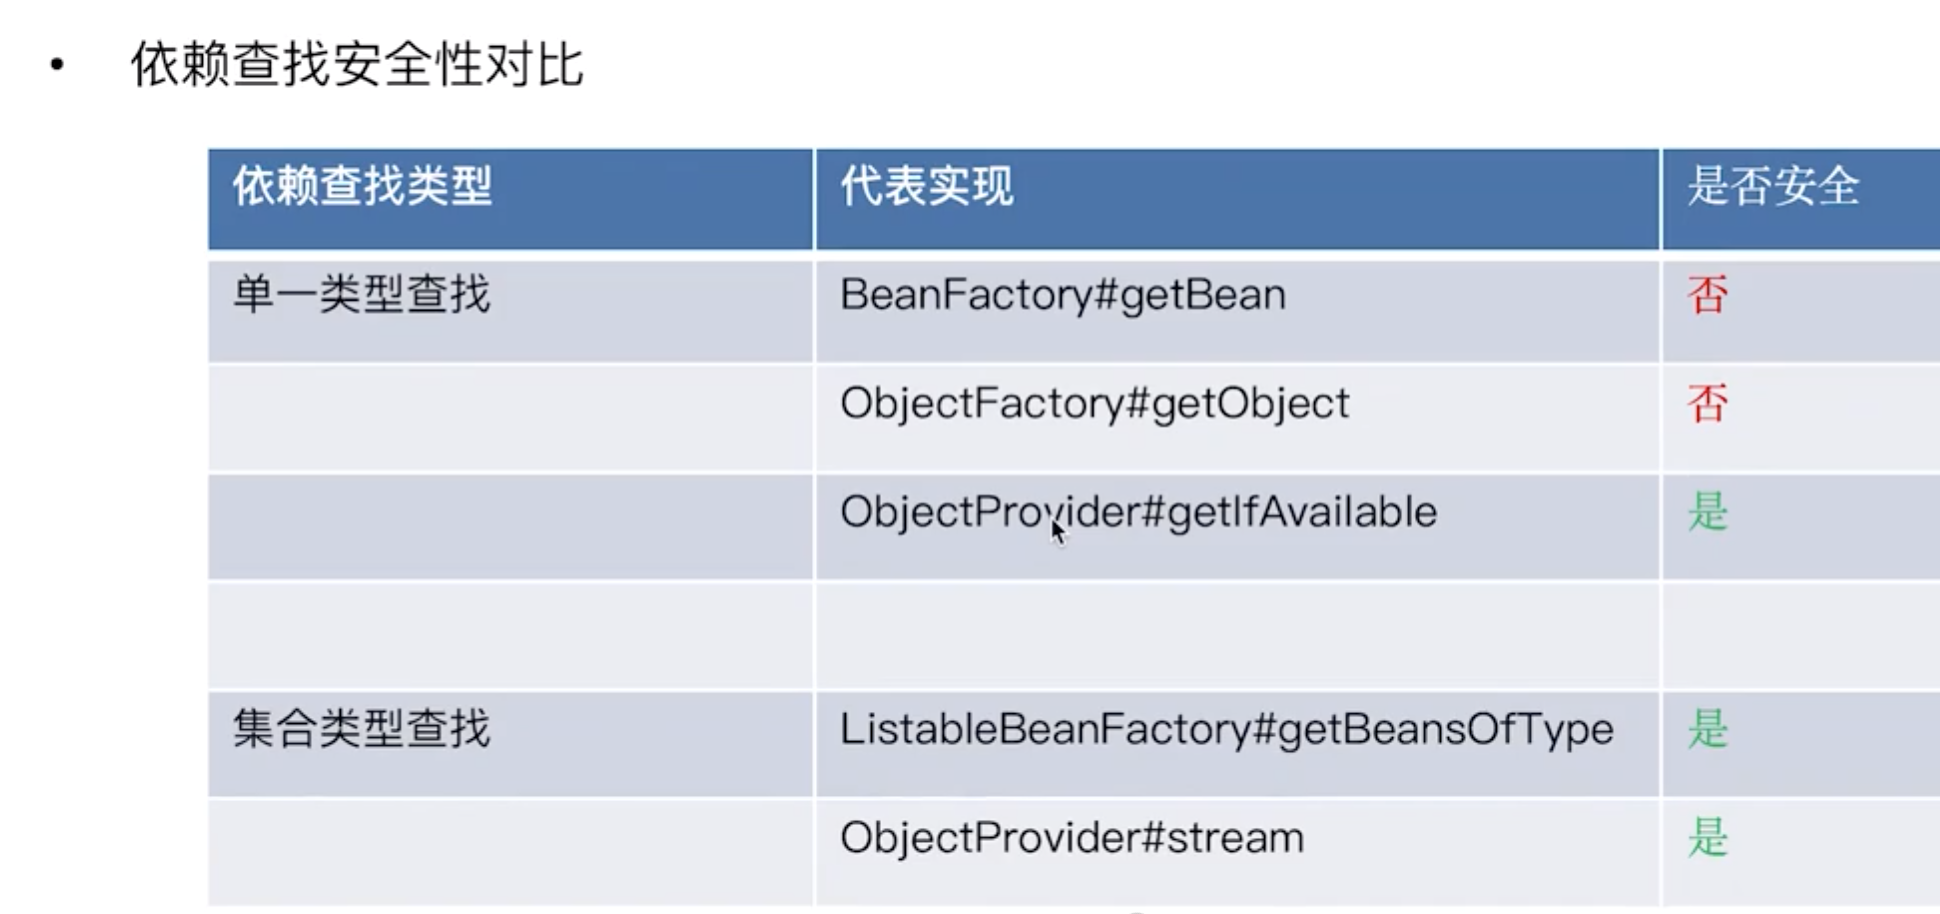 • 依赖查找安全性对比
依赖查找类型 代表实现 是否安全
单一类型查找 BeanFactory#getBean 否
ObjectFactory#getObject 否
ObjectProvider#getIfAvailable 是
集合类型查找 ListableBeanFactory#getBeansOfType 是
ObjectProvider#stream 是